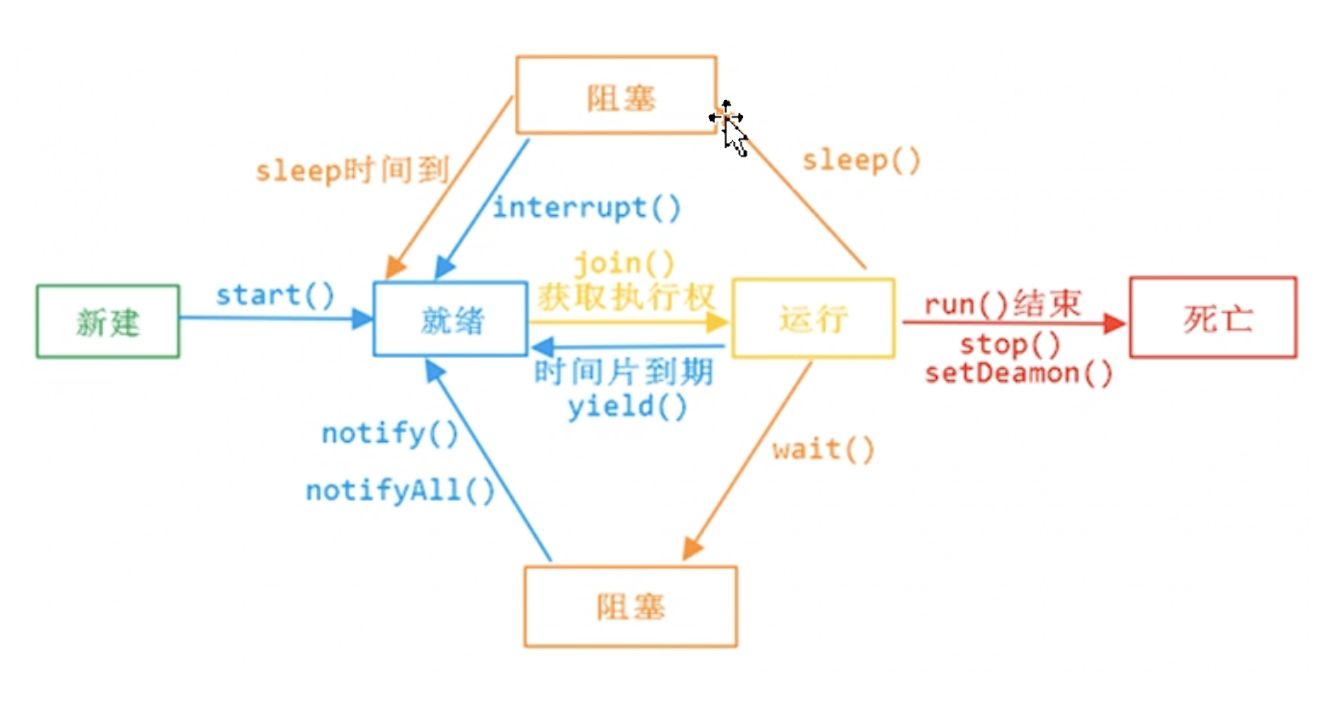 阻塞
sleep时间到
sleep()
interrupt()
join()
获取执行权
新建
start()
就绪
运行
run()结束
死亡
stop()
setDeamon()
时间片到期
yield()
notify()
wait()
notifyAll()
阻塞